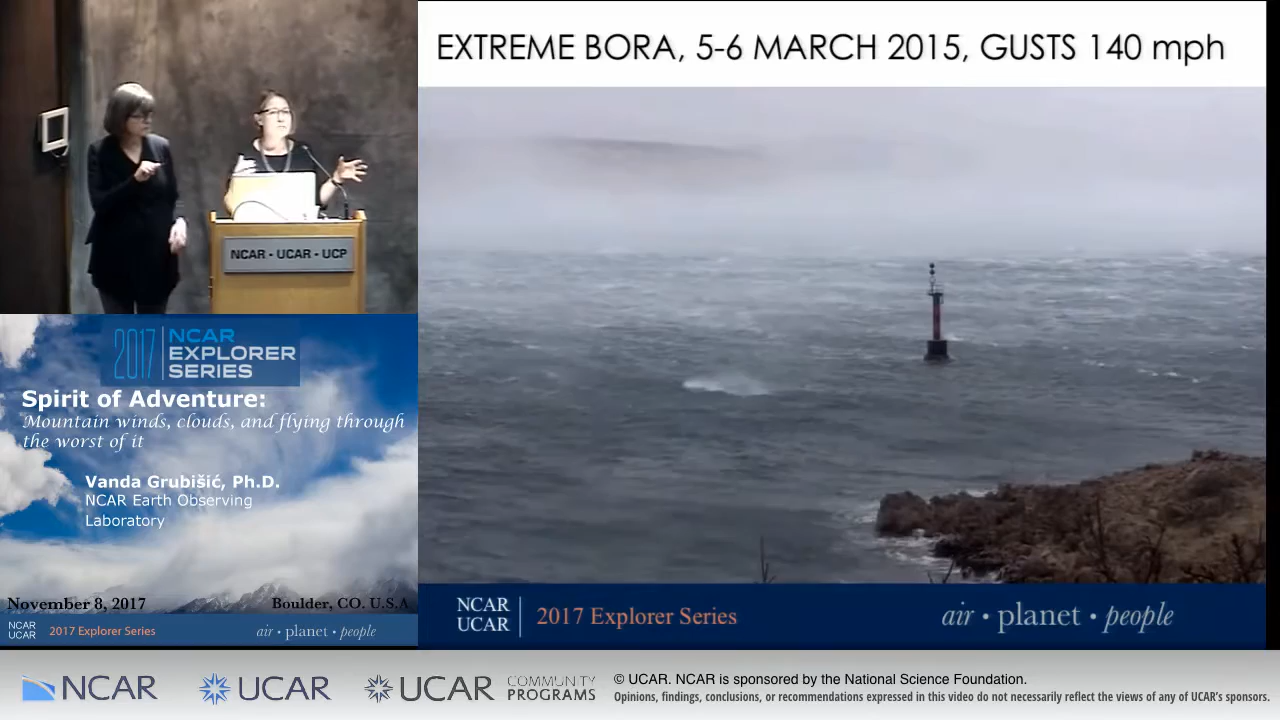 EXTREME BORA, 5-6 MARCH 2015, GUSTS 140 mph
NCAR - UCAR - UCP
2017 NCAR
EXPLORER
SERIES
Spirit of Adventure:
Mountain winds, clouds, and flying through
the worst of it
Vanda Grubišić, Ph.D.
NCAR Earth Observing
Laboratory
November 8, 2017 Boulder, CO. U.S.A
NCAR
UCAR 2017 Explorer Series air • planet • people
NCAR
UCAR 2017 Explorer Series air • planet • people
NCAR UCAR UCAR COMMUNITY
PROGRAMS
© UCAR. NCAR is sponsored by the National Science Foundation.
Opinions, findings, conclusions, or recommendations expressed in this video do not necessarily reflect the views of any of UCAR's sponsors.